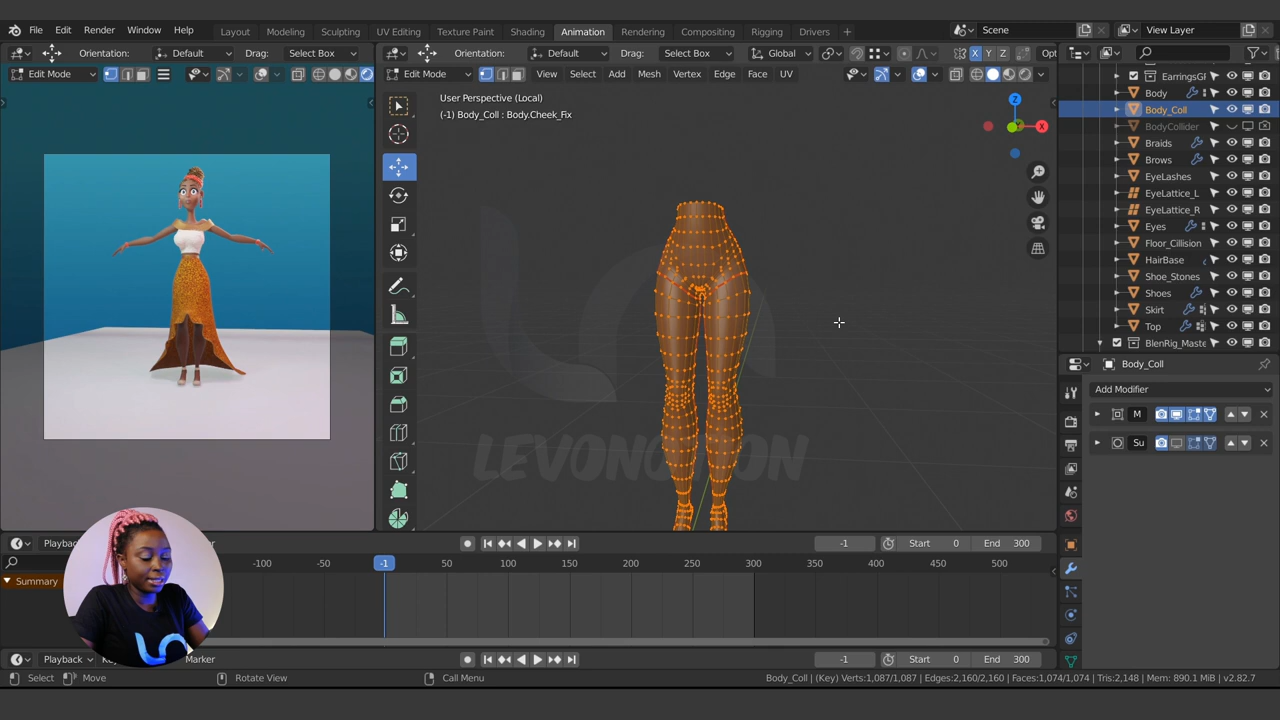 File Edit Render Window Help Layout Modeling Sculpting UV Editing Texture Paint Shading Animation Rendering Compositing Rigging Drivers + Scene View Layer
Orientation: Default Drag: Select Box
Orientation: Default Drag: Select Box Global X Y Z Opt
Edit Mode
Edit Mode View Select Add Mesh Vertex Edge Face UV
User Perspective (Local)
(-1) Body_Coll : Body.Cheek_Fix
Z
X
EarringsGF
Body
Body_Coll
BodyCollider
Braids
Brows
EyeLashes
EyeLattice_L
EyeLattice_R
Eyes
Floor_Cillision
HairBase
Shoe_Stones
Shoes
Skirt
Top
BlenRig_Maste
Body_Coll
Add Modifier
M
Su
LEVONOTION
Playback -1 Start 0 End 300
-100 -50 -1 50 100 150 200 250 300 350 400 450 500
Summary
Playback Marker -1 Start 0 End 300
Select Move Rotate View Call Menu Body_Coll | (Key) Verts:1,087/1,087 | Edges:2,160/2,160 | Faces:1,074/1,074 | Tris:2,148 | Mem: 890.1 MiB | v2.82.7